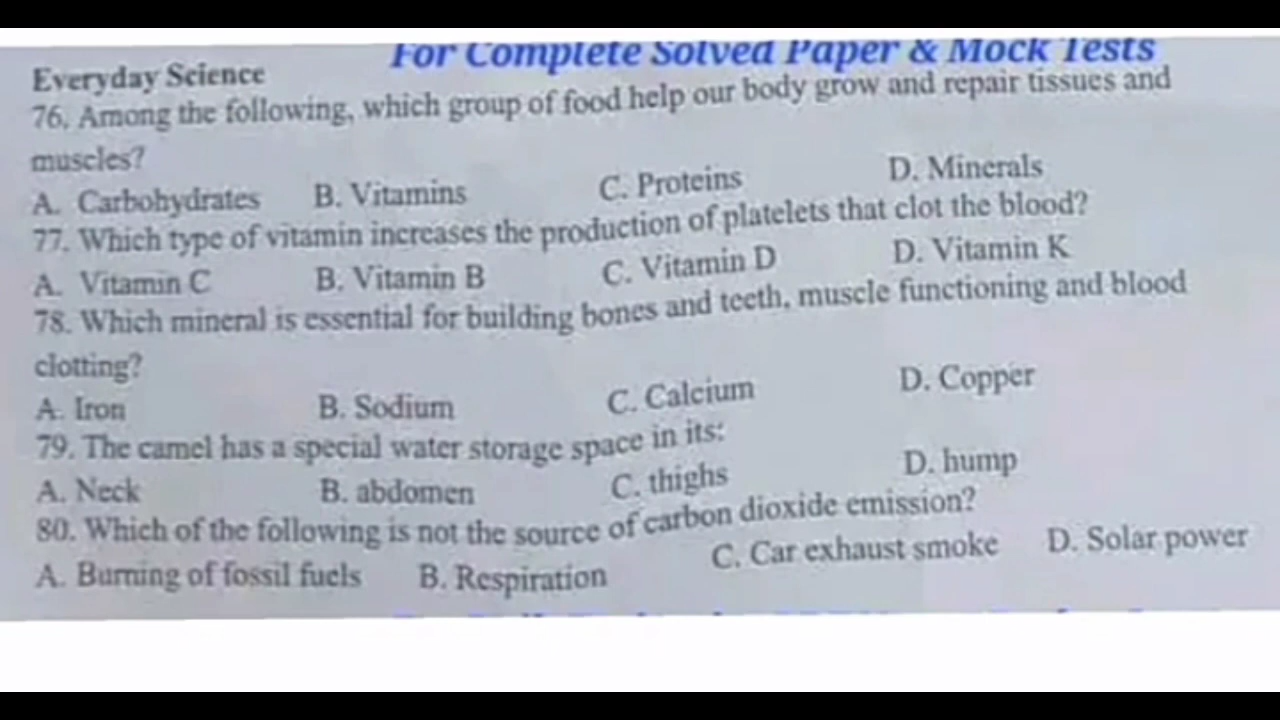 For Complete Solved Paper & Mock Tests
Everyday Science
76. Among the following, which group of food help our body grow and repair tissues and
muscles?
A. Carbohydrates B. Vitamins C. Proteins D. Minerals
77. Which type of vitamin increases the production of platelets that clot the blood?
A. Vitamin C B. Vitamin B C. Vitamin D D. Vitamin K
78. Which mineral is essential for building bones and teeth, muscle functioning and blood
clotting?
A. Iron B. Sodium C. Calcium D. Copper
79. The camel has a special water storage space in its:
A. Neck B. abdomen C. thighs D. hump
80. Which of the following is not the source of carbon dioxide emission?
A. Burning of fossil fuels B. Respiration C. Car exhaust smoke D. Solar power